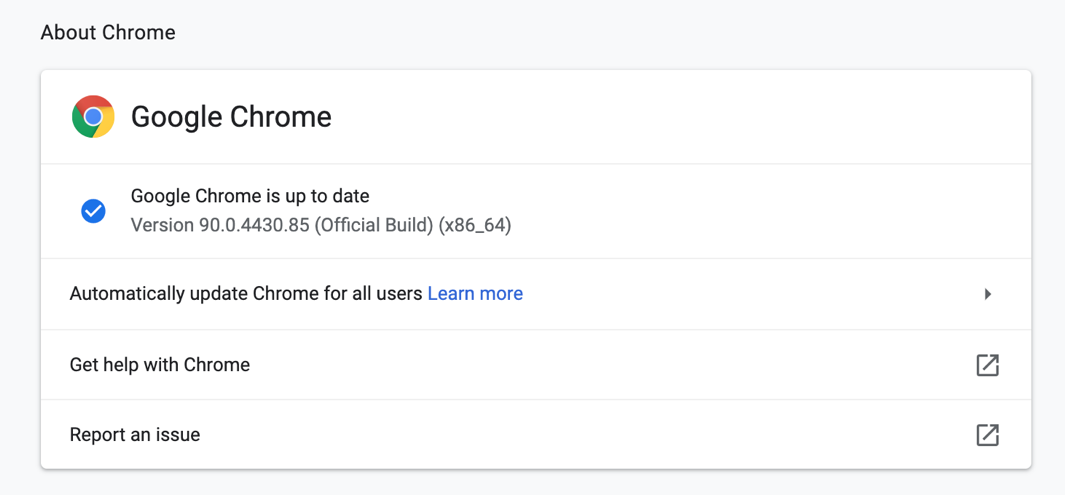 About Chrome
Google Chrome
Google Chrome is up to date
Version 90.0.4430.85 (Official Build) (x86_64)
Automatically update Chrome for all users Learn more
Get help with Chrome
Report an issue